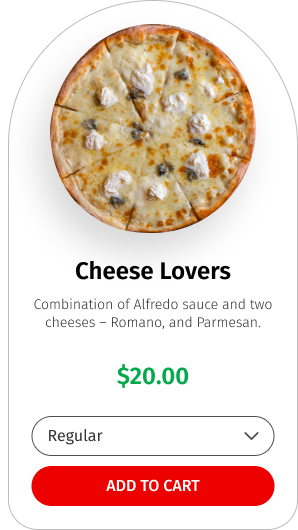 Cheese Lovers
Combination of Alfredo sauce and two
cheeses – Romano, and Parmesan.
$20.00
Regular
ADD TO CART